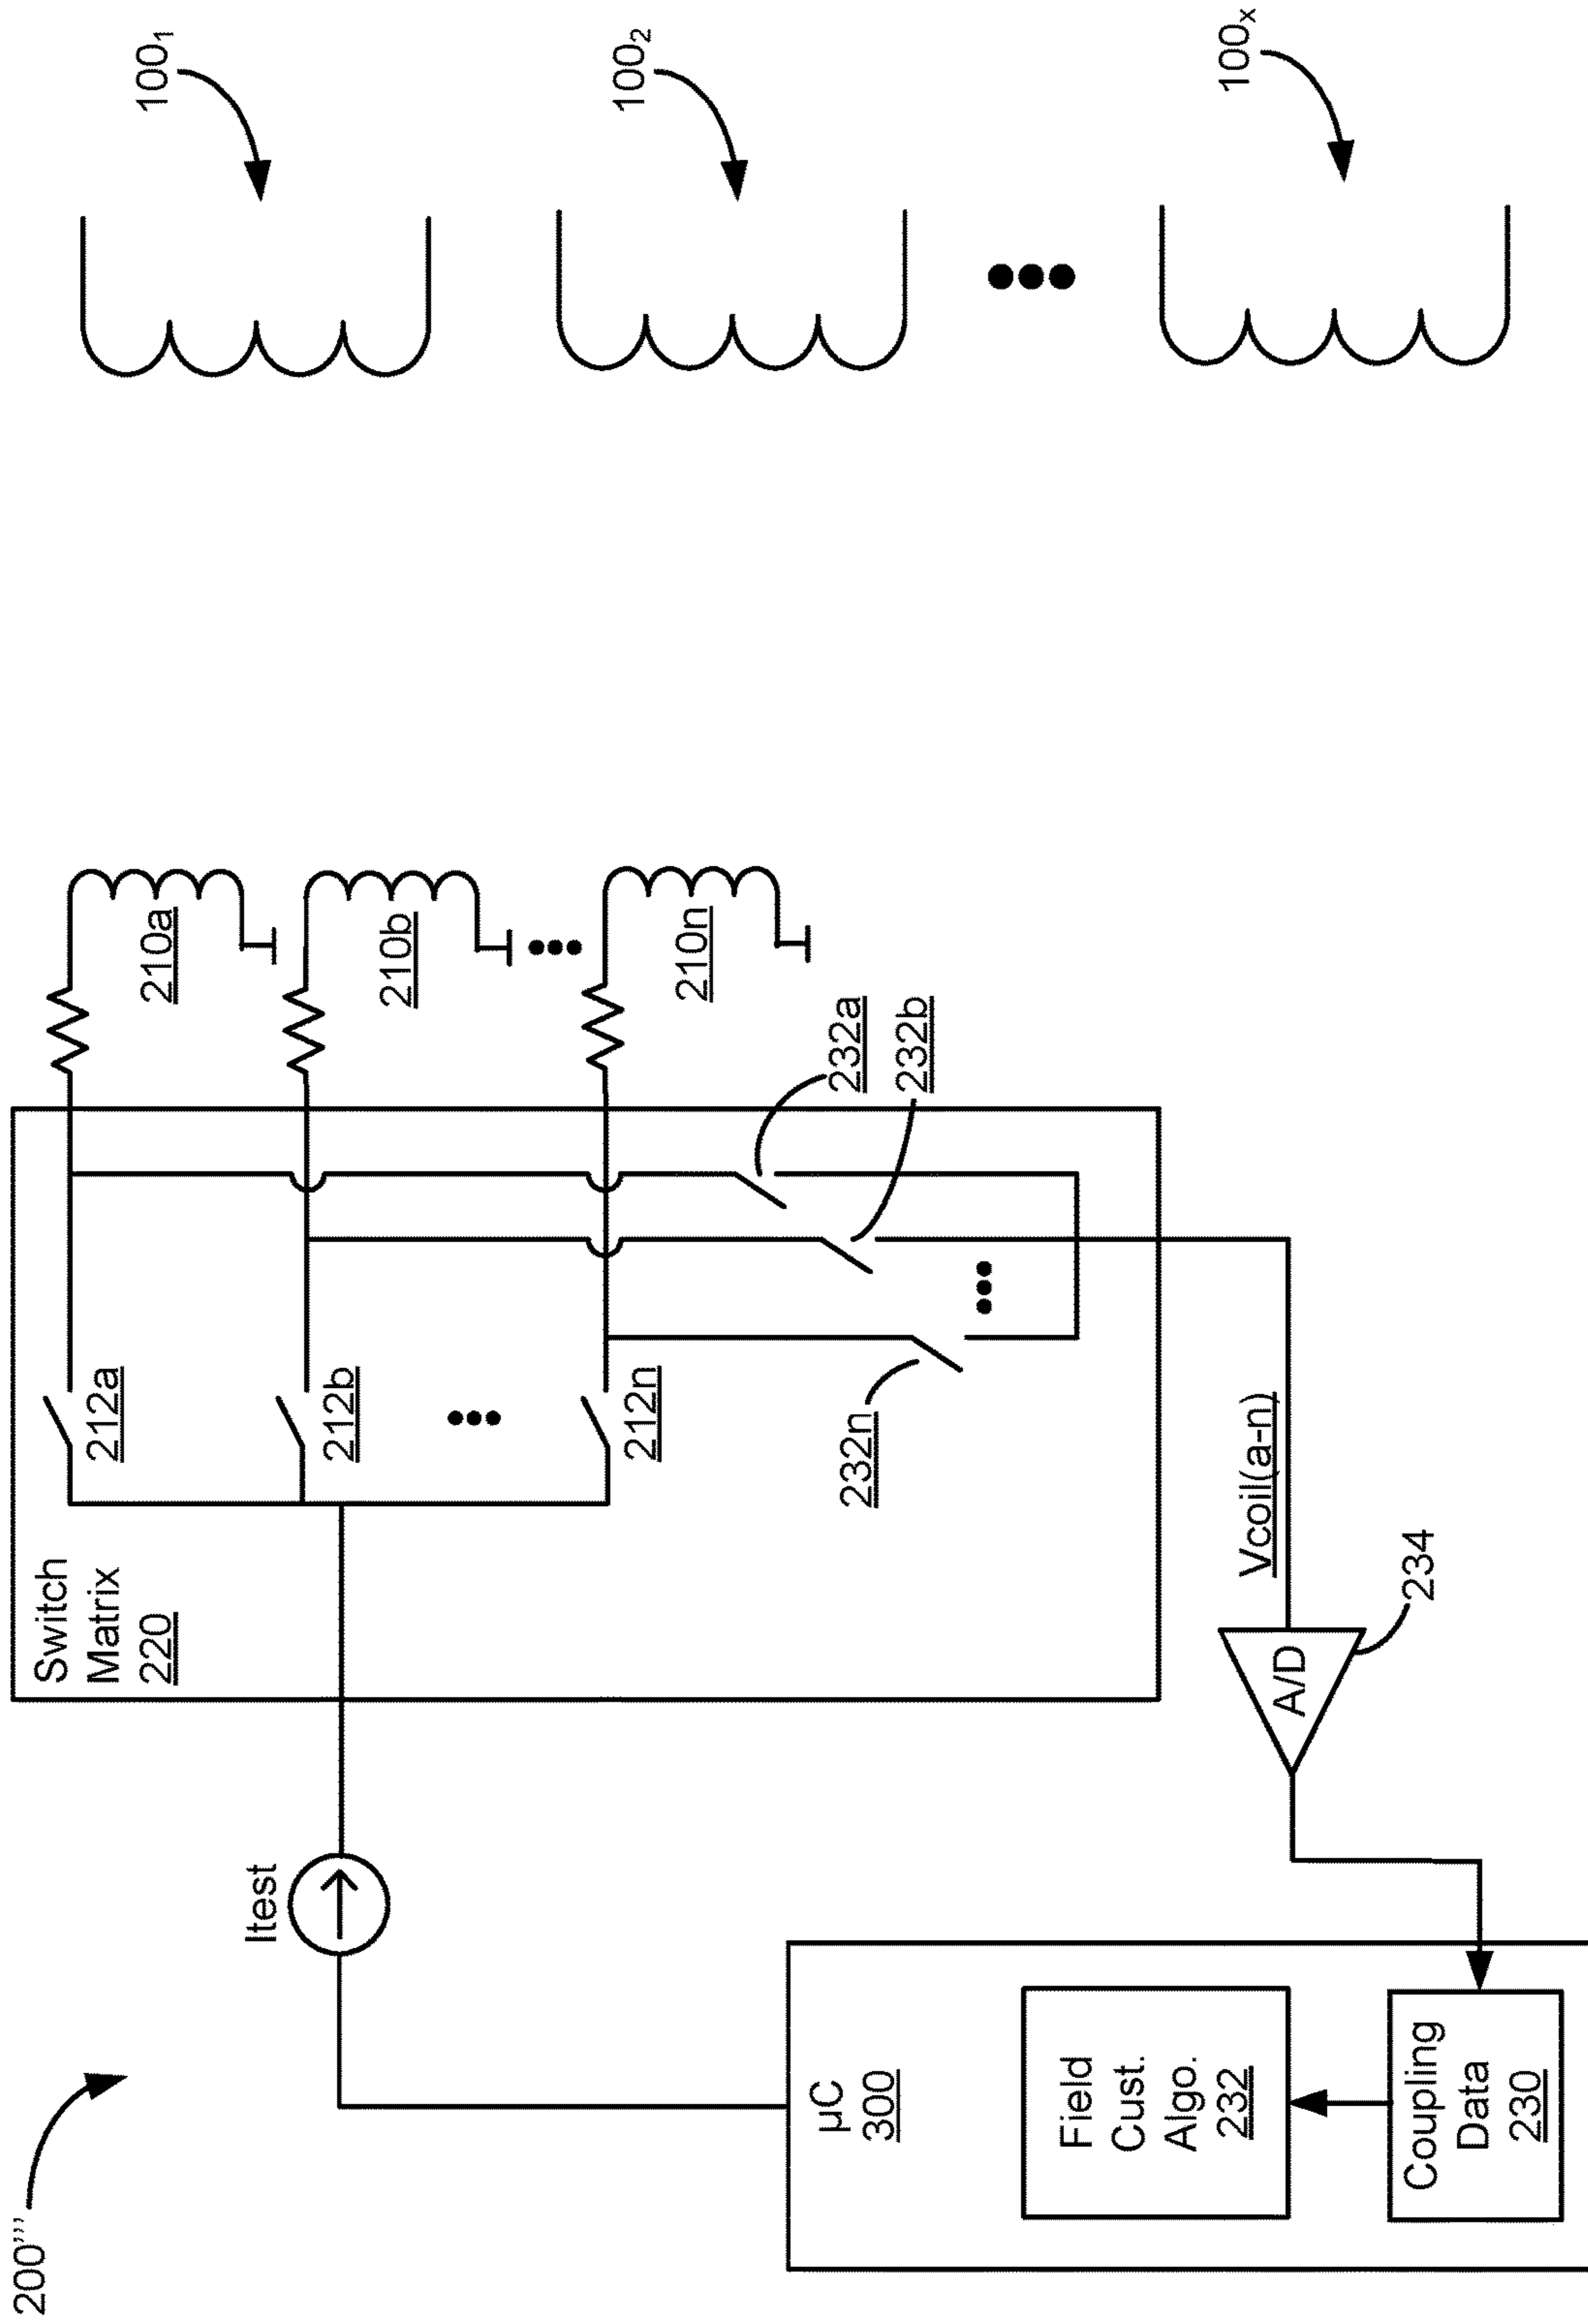 200'''
Itest
Switch
Matrix
220
212a
212b
212n
232n
232a
232b
210a
210b
210n
100₁
100₂
100ₓ
µC
300
Field
Cust.
Algo.
232
Coupling
Data
230
A/D
234
Vcoil(a-n)